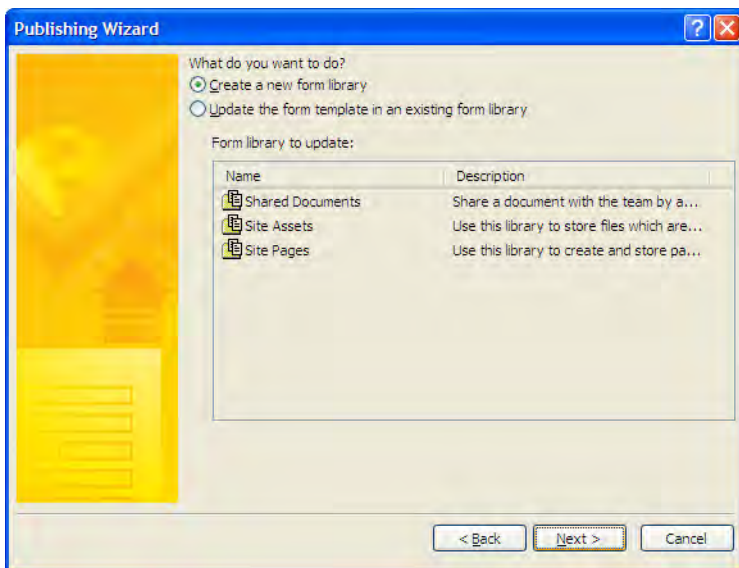 Publishing Wizard
What do you want to do?
Create a new form library
Update the form template in an existing form library
Form library to update:
Name Description
Shared Documents Share a document with the team by a...
Site Assets Use this library to store files which are...
Site Pages Use this library to create and store pa...
< Back Next > Cancel